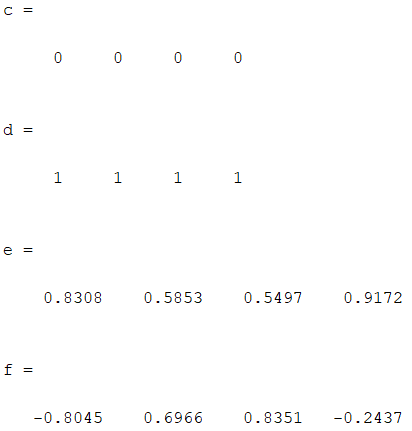 c =
0 0 0 0
d =
1 1 1 1
e =
0.8308 0.5853 0.5497 0.9172
f =
-0.8045 0.6966 0.8351 -0.2437